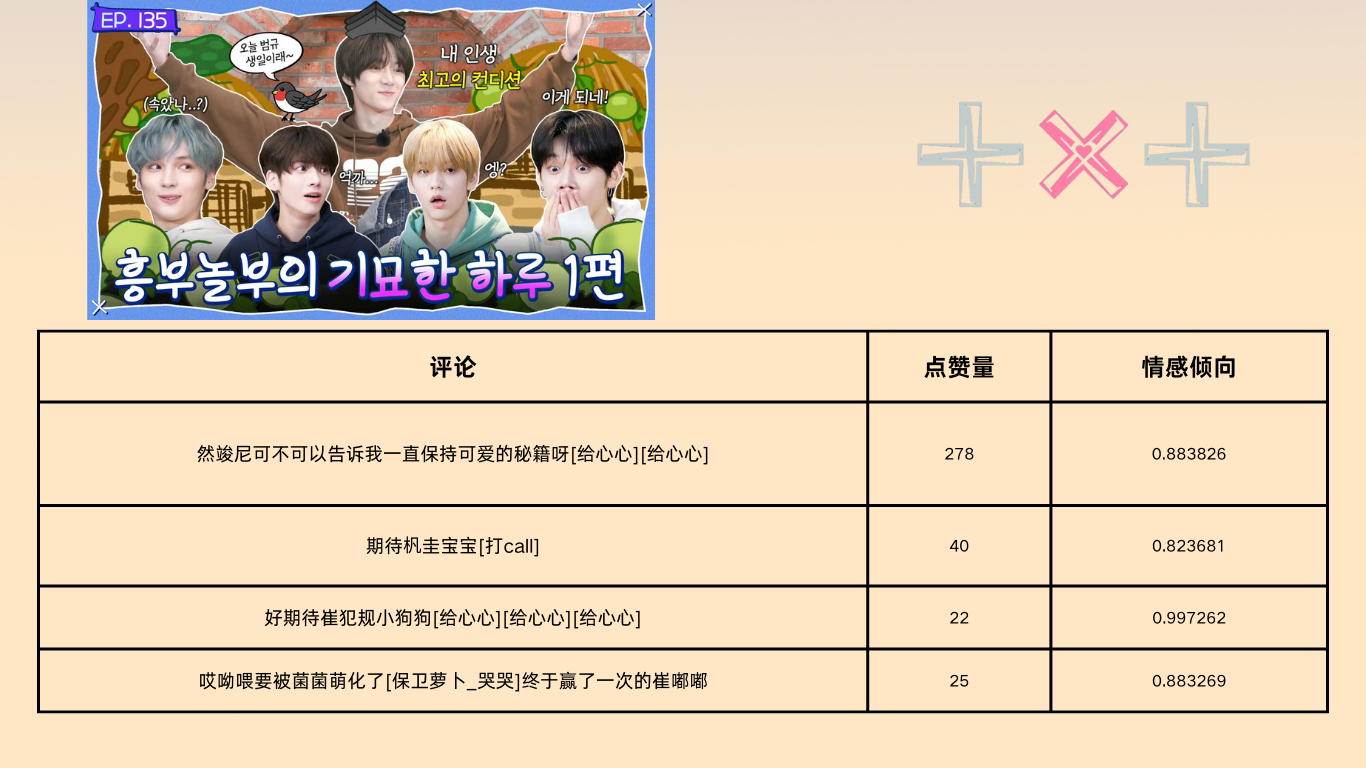 EP. 135
오늘 범규
생일이래~
내 인생
최고의 컨디션
(속았나..?)
이게 되네!
억까...
엥?
흥부놀부의 기묘한 하루 1편
评论 点赞量 情感倾向
然竣尼可不可以告诉我一直保持可爱的秘籍呀[给心心][给心心] 278 0.883826
期待杋圭宝宝[打call] 40 0.823681
好期待崔犯规小狗狗[给心心][给心心][给心心] 22 0.997262
哎呦喂要被菌菌萌化了[保卫萝卜_哭哭]终于赢了一次的崔嘟嘟 25 0.883269